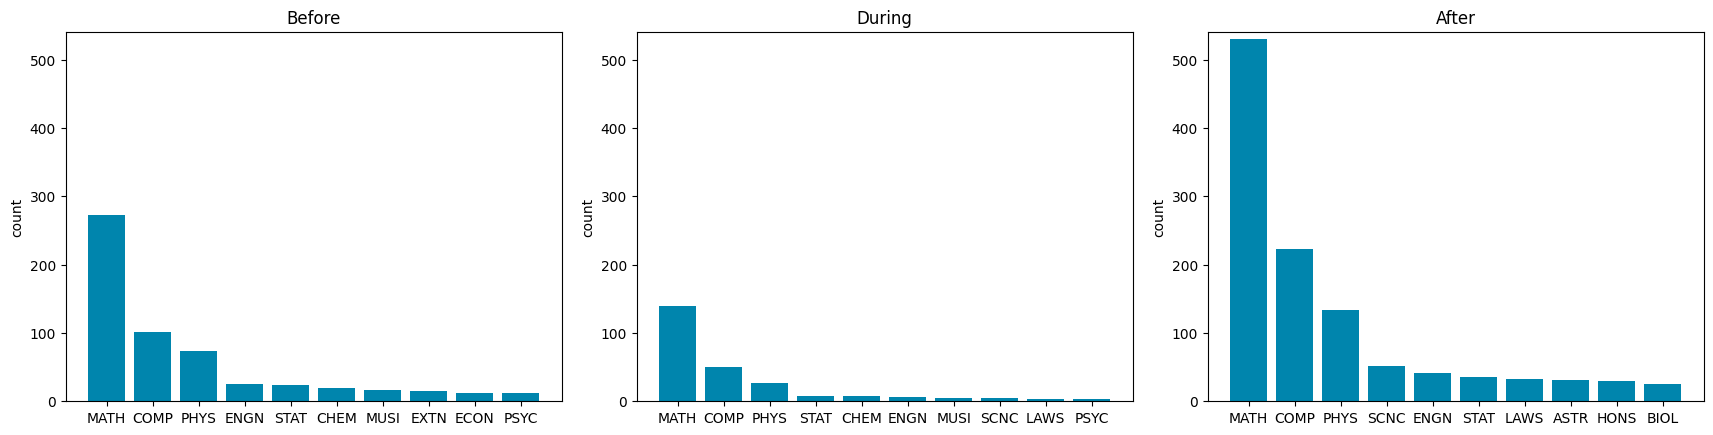 Before
500
400
300
200
100
0
count
MATH COMP PHYS ENGN STAT CHEM MUSI EXTN ECON PSYC
During
500
400
300
200
100
0
count
MATH COMP PHYS STAT CHEM ENGN MUSI SCNC LAWS PSYC
After
500
400
300
200
100
0
count
MATH COMP PHYS SCNC ENGN STAT LAWS ASTR HONS BIOL